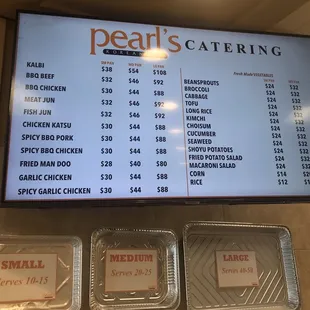 pearl's CATERING
KALBI $38 $54 $108
BBQ BEEF $32 $46 $92
BBQ CHICKEN $30 $44 $88
MEAT JUN $32 $46 $92
FISH JUN $32 $46 $92
CHICKEN KATSU $30 $44 $88
SPICY BBQ PORK $30 $44 $88
SPICY BBQ CHICKEN $30 $44 $88
FRIED MAN DOO $28 $40 $80
GARLIC CHICKEN $30 $44 $88
SPICY GARLIC CHICKEN $30 $44 $88
BEANSPROUTS $24 $32
BROCCOLI $24 $32
CABBAGE $24 $32
TOFU $24 $32
LONG RICE $24 $32
KIMCHI $24 $32
CHOISUM $24 $32
CUCUMBER $24 $32
SEAWEED $24 $32
SHOYU POTATOES $24 $32
FRIED POTATO SALAD $24 $32
MACARONI SALAD $24 $32
CORN $14
RICE $12
SMALL
Serves 10-15
MEDIUM
Serves 20-25
LARGE
Serves